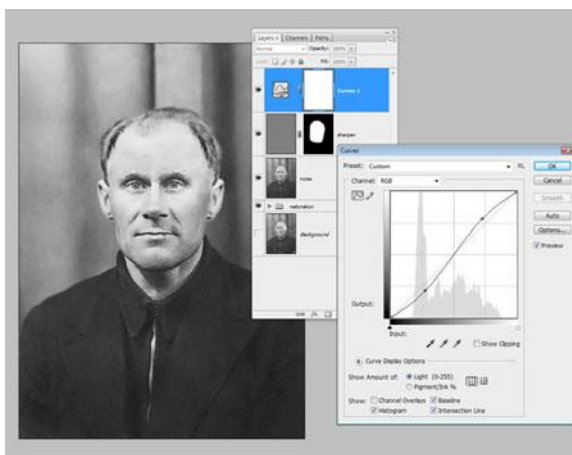 Layers × Channels Paths
Normal Opacity: 100%
Lock: Fill: 100%
Curves 1
sharpen
noise
restoration
Background
Curves
Preset: Custom
OK
Channel: RGB
Cancel
Smooth
Auto
Options...
Preview
Output:
Input:
Show Clipping
Curve Display Options
Show Amount of: Light (0-255)
Pigment/Ink %
Show: Channel Overlays Baseline
Histogram Intersection Line